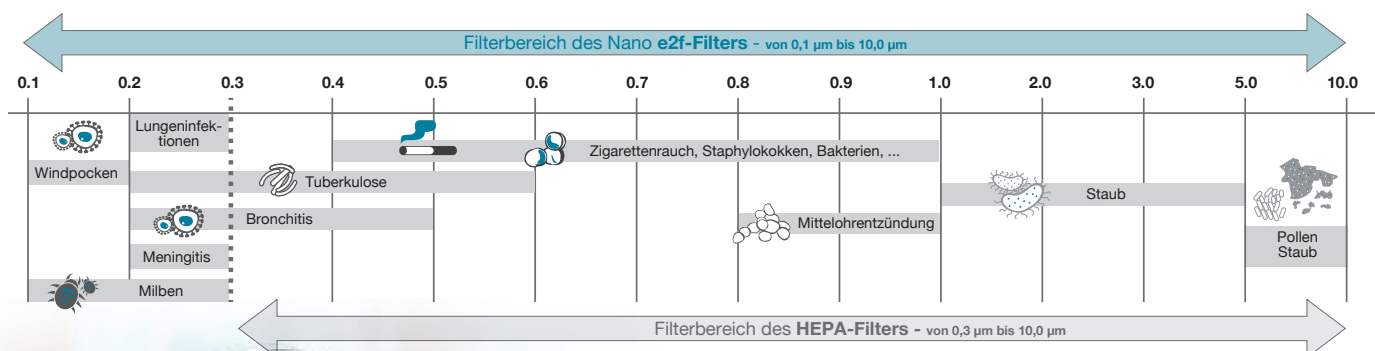 Filterbereich des Nano e2f-Filters - von 0,1 µm bis 10,0 µm
0.1 0.2 0.3 0.4 0.5 0.6 0.8 0.9 1.0 2.0 3.0 5.0 10.0
Lungeninfek-
tionen
Zigarettenrauch, Staphylokokken, Bakterien, ...
Windpocken
Tuberkulose
Staub
Bronchitis
Mittelohrentzündung
Pollen
Staub
Meningitis
Milben
Filterbereich des HEPA-Filters - von 0,3 µm bis 10,0 µm